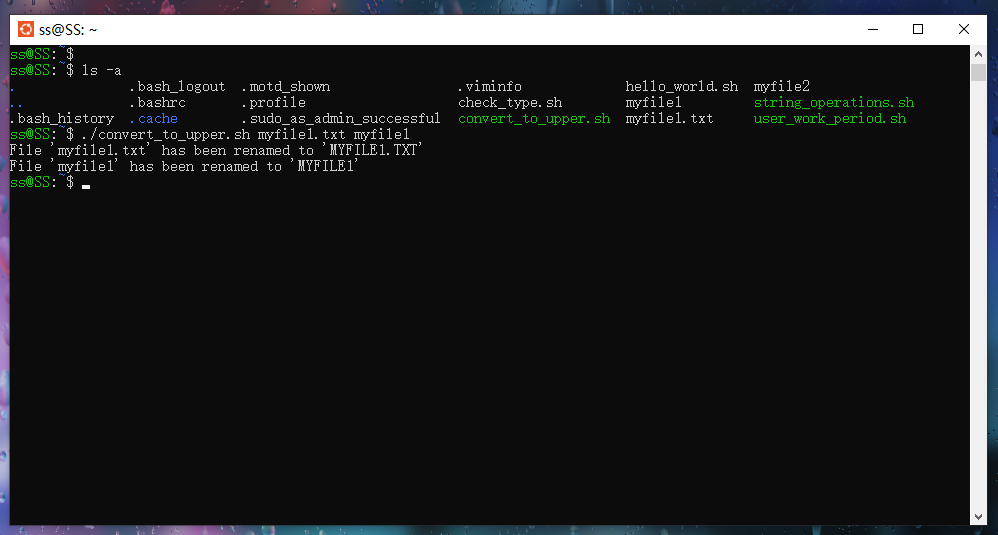 ss@SS: ~
ss@SS:~$
ss@SS:~$ ls -a
. .bash_logout .motd_shown .viminfo hello_world.sh myfile2
.. .bashrc .profile check_type.sh myfile1 string_operations.sh
.bash_history .cache .sudo_as_admin_successful convert_to_upper.sh myfile1.txt user_work_period.sh
ss@SS:~$ ./convert_to_upper.sh myfile1.txt myfile1
File 'myfile1.txt' has been renamed to 'MYFILE1.TXT'
File 'myfile1' has been renamed to 'MYFILE1'
ss@SS:~$